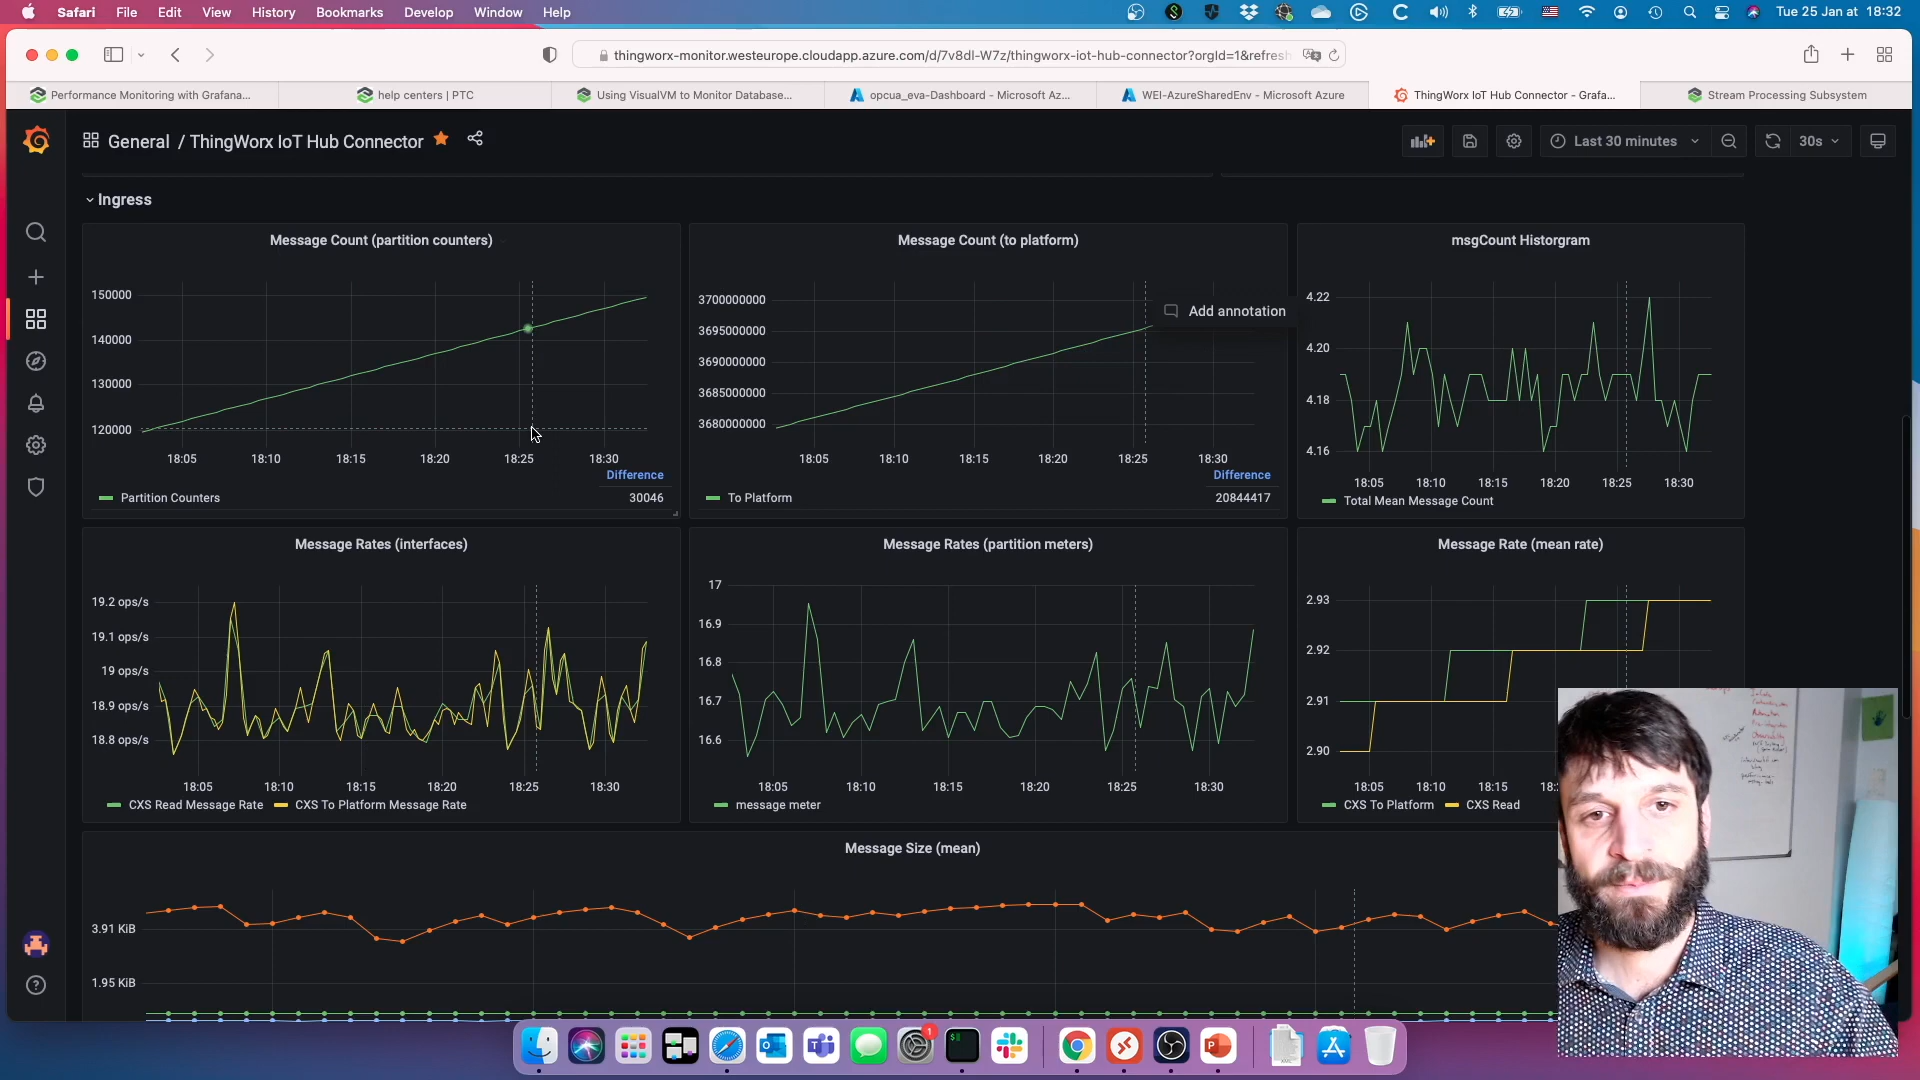 Safari File Edit View History Bookmarks Develop Window Help
Tue 25 Jan at 18:32
thingworx-monitor.westeurope.cloudapp.azure.com/d/7v8dl-W7z/thingworx-iot-hub-connector?orgId=1&refresh
Performance Monitoring with Grafana...
help centers | PTC
Using VisualVM to Monitor Database...
opcua_eva-Dashboard - Microsoft Az...
WEI-AzureSharedEnv - Microsoft Azure
ThingWorx IoT Hub Connector - Grafa...
Stream Processing Subsystem
General / ThingWorx IoT Hub Connector
Last 30 minutes
30s
Ingress
Message Count (partition counters)
150000
140000
130000
120000
18:05 18:10 18:15 18:20 18:25 18:30
Difference
Partition Counters 30046
Message Count (to platform)
3700000000
3695000000
3690000000
3685000000
3680000000
Add annotation
18:05 18:10 18:15 18:20 18:25 18:30
Difference
To Platform 20844417
msgCount Historgram
4.22
4.20
4.18
4.16
18:05 18:10 18:15 18:20 18:25 18:30
Total Mean Message Count
Message Rates (interfaces)
19.2 ops/s
19.1 ops/s
19 ops/s
18.9 ops/s
18.8 ops/s
18:05 18:10 18:15 18:20 18:25 18:30
CXS Read Message Rate CXS To Platform Message Rate
Message Rates (partition meters)
17
16.9
16.8
16.7
16.6
18:05 18:10 18:15 18:20 18:25 18:30
message meter
Message Rate (mean rate)
2.93
2.92
2.91
2.90
18:05 18:10 18:15 18:
CXS To Platform CXS Read
Message Size (mean)
3.91 KiB
1.95 KiB
1